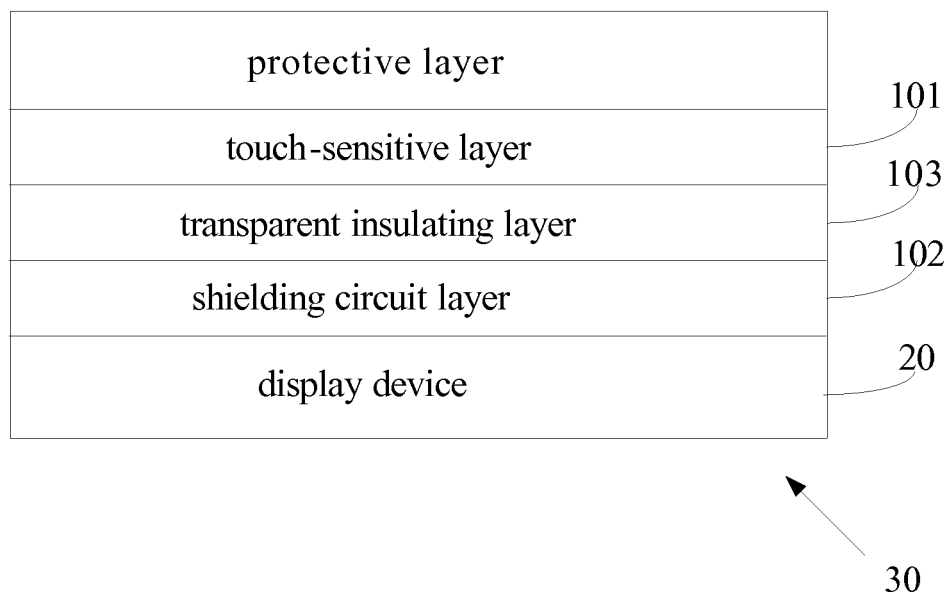 protective layer
101
touch-sensitive layer
103
transparent insulating layer
102
shielding circuit layer
20
display device
30